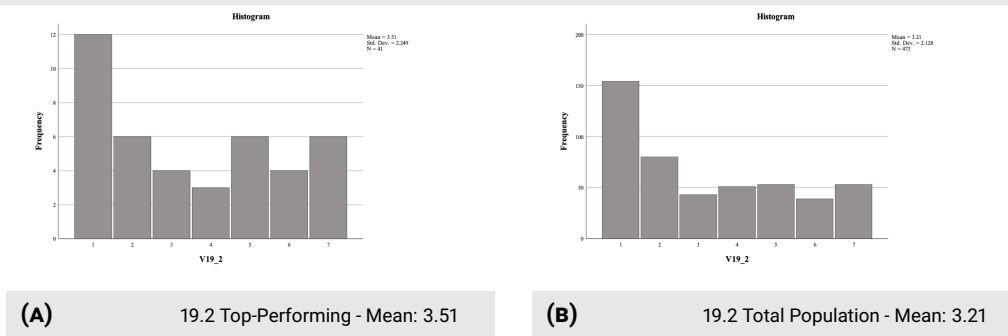 Histogram
Mean = 3.51
Std. Dev. = 2.249
N = 41
12
10
8
6
4
2
0
Frequency
1 2 3 4 5 6 7
V19_2
(A) 19.2 Top-Performing - Mean: 3.51
Histogram
Mean = 3.21
Std. Dev. = 2.128
N = 473
200
150
100
50
0
Frequency
1 2 3 4 5 6 7
V19_2
(B) 19.2 Total Population - Mean: 3.21